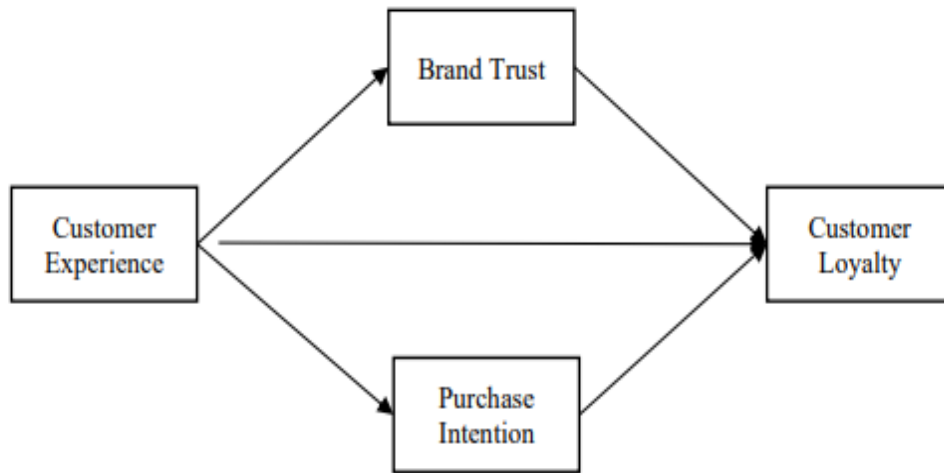 Brand Trust
Customer
Experience
Customer
Loyalty
Purchase
Intention